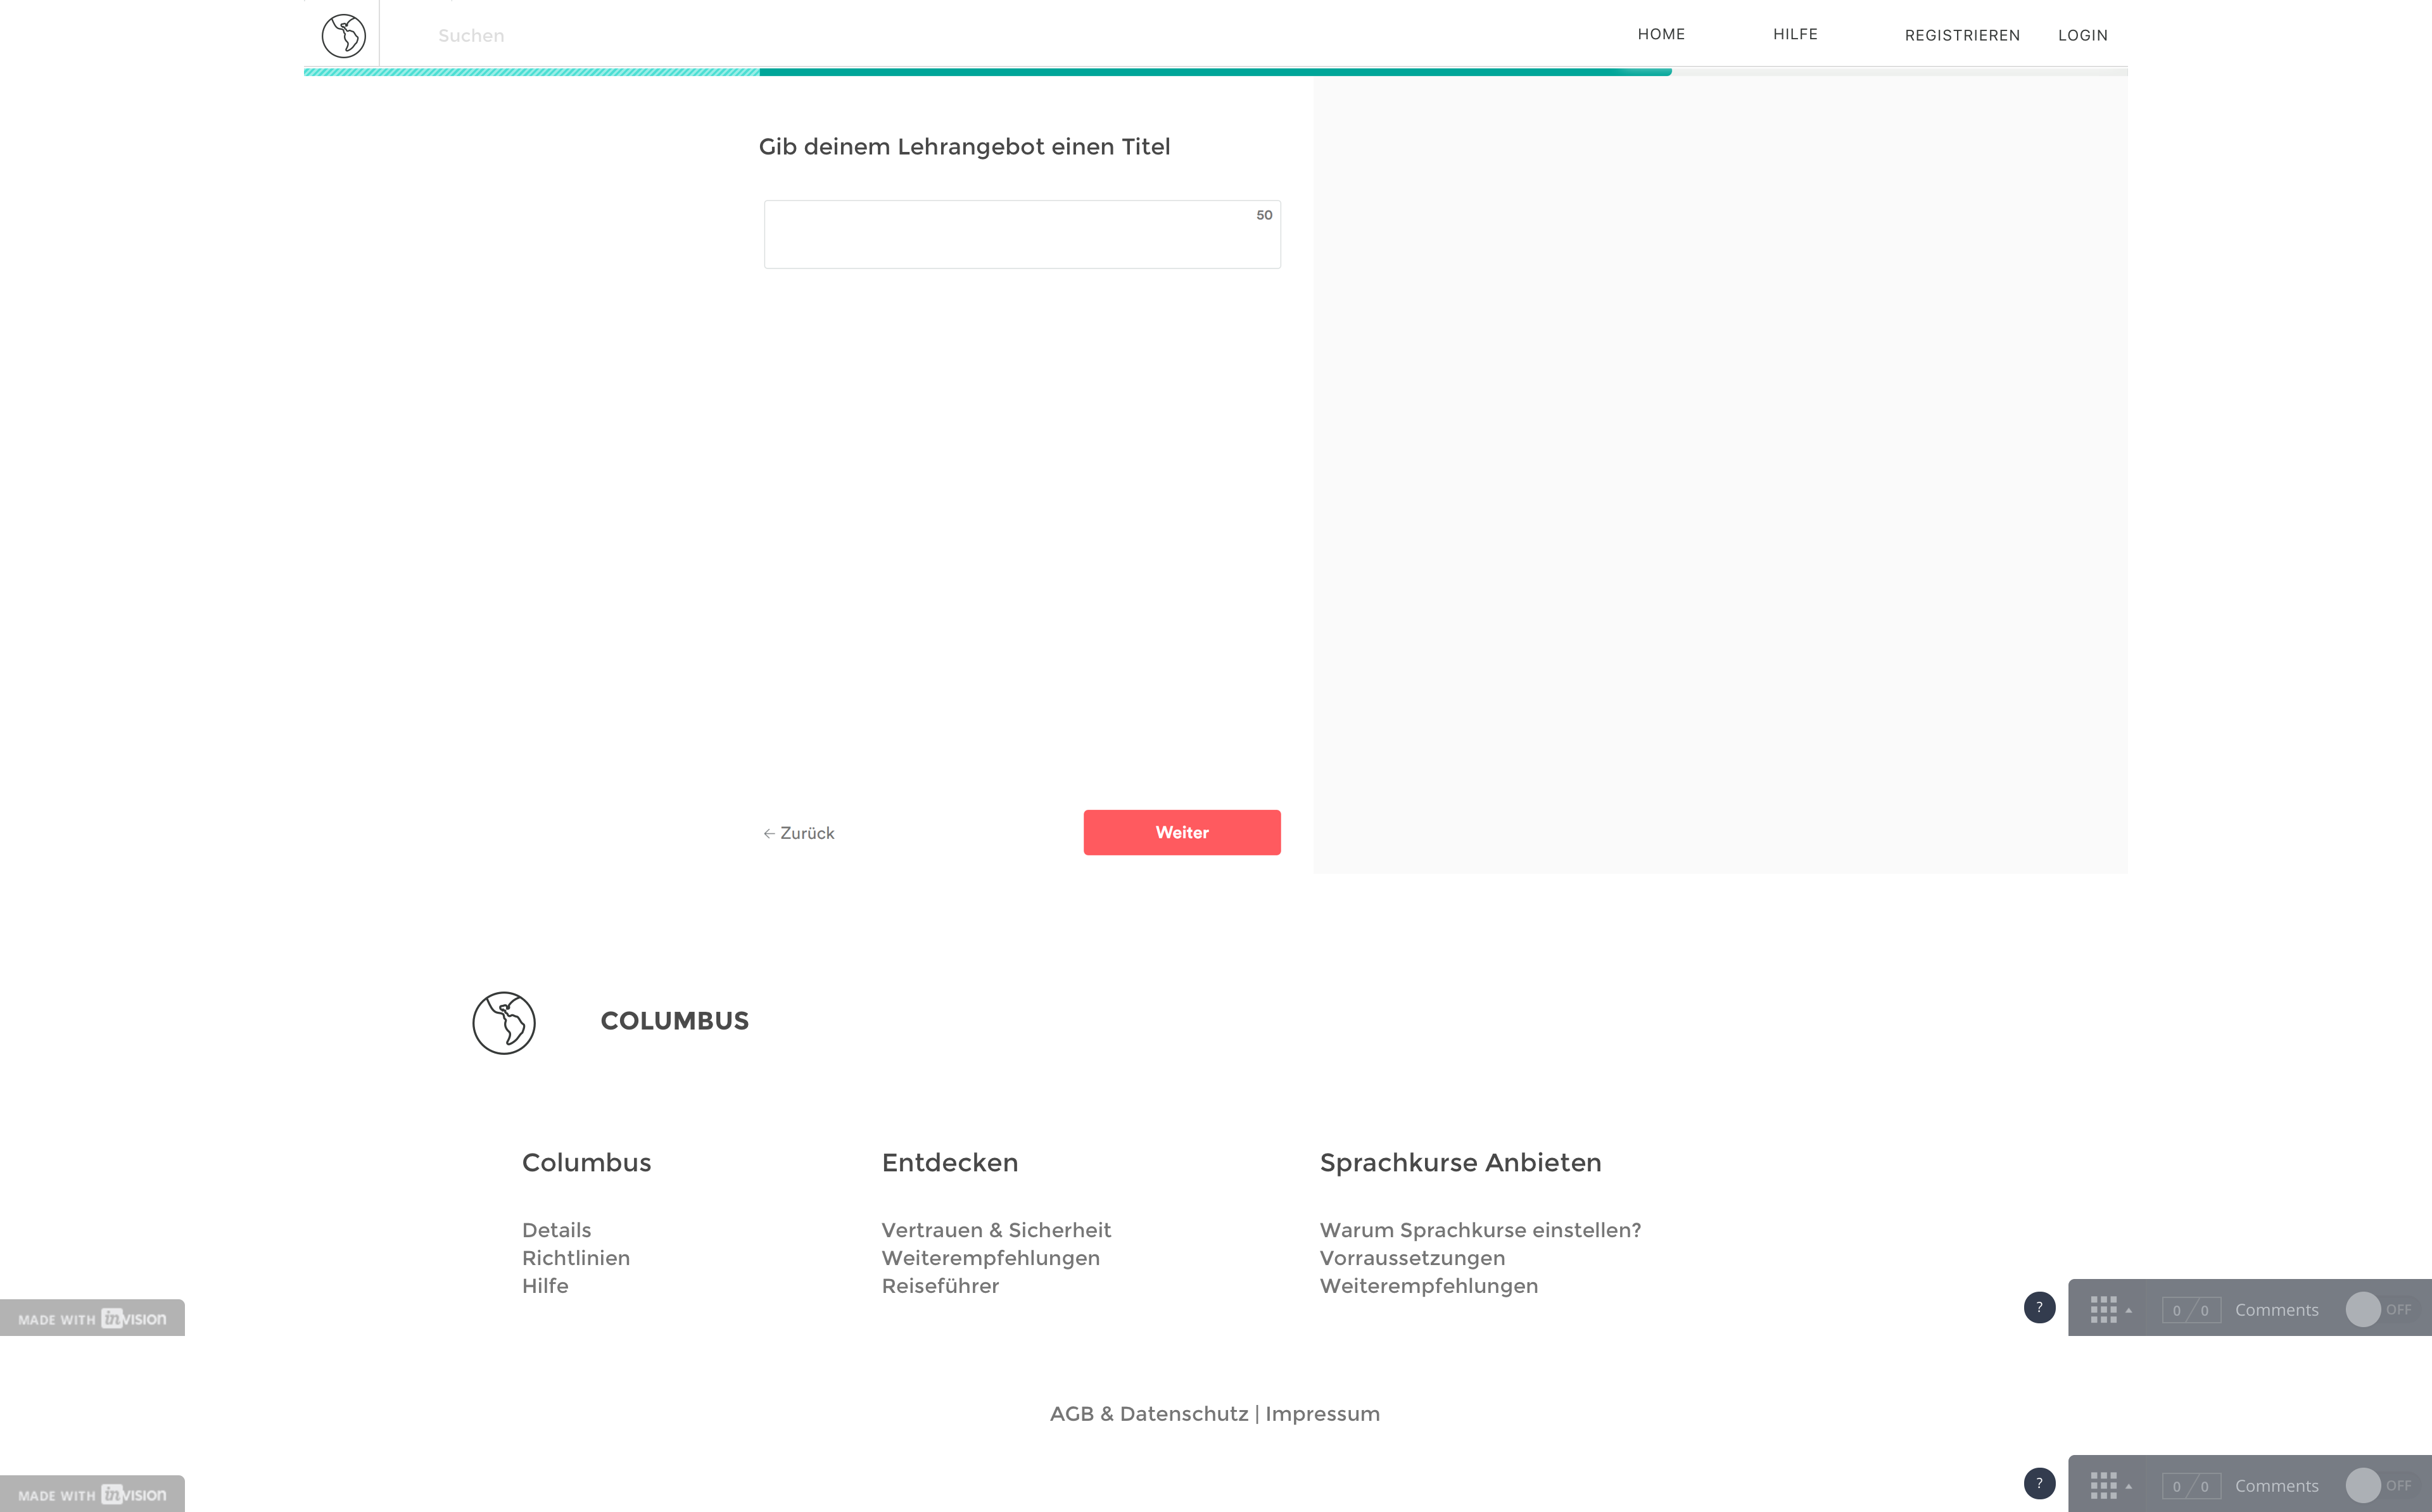 Suchen
HOME
HILFE
REGISTRIEREN
LOGIN
Gib deinem Lehrangebot einen Titel
50
← Zurück
Weiter
COLUMBUS
Columbus
Details
Richtlinien
Hilfe
Entdecken
Vertrauen & Sicherheit
Weiterempfehlungen
Reiseführer
Sprachkurse Anbieten
Warum Sprachkurse einstellen?
Vorraussetzungen
Weiterempfehlungen
MADE WITH inVISION
?
0 / 0
Comments
OFF
AGB & Datenschutz | Impressum
MADE WITH inVISION
?
0 / 0
Comments
OFF